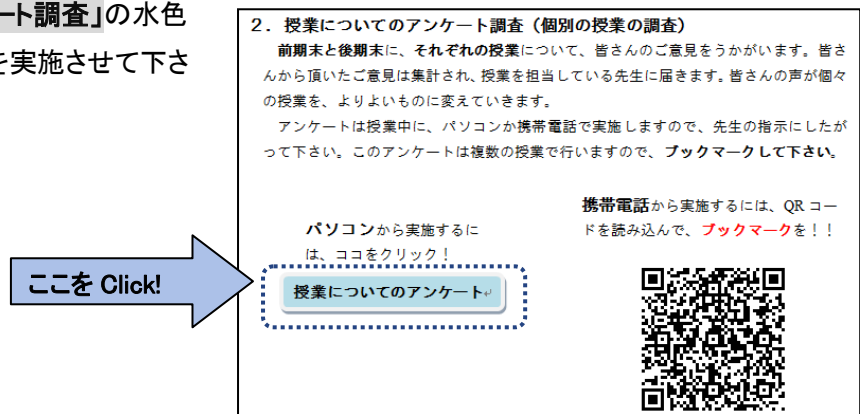 ート調査」の水色
を実施させて下さ
ここを Click!
2．授業についてのアンケート調査（個別の授業の調査）
前期末と後期末に、それぞれの授業について、皆さんのご意見をうかがいます。皆さ
んから頂いたご意見は集計され、授業を担当している先生に届きます。皆さんの声が個々
の授業を、よりよいものに変えていきます。
アンケートは授業中に、パソコンか携帯電話で実施しますので、先生の指示にしたが
って下さい。このアンケートは複数の授業で行いますので、ブックマークして下さい。
パソコンから実施するに
は、ココをクリック！
授業についてのアンケート↵
携帯電話から実施するには、QR コー
ドを読み込んで、ブックマークを！！